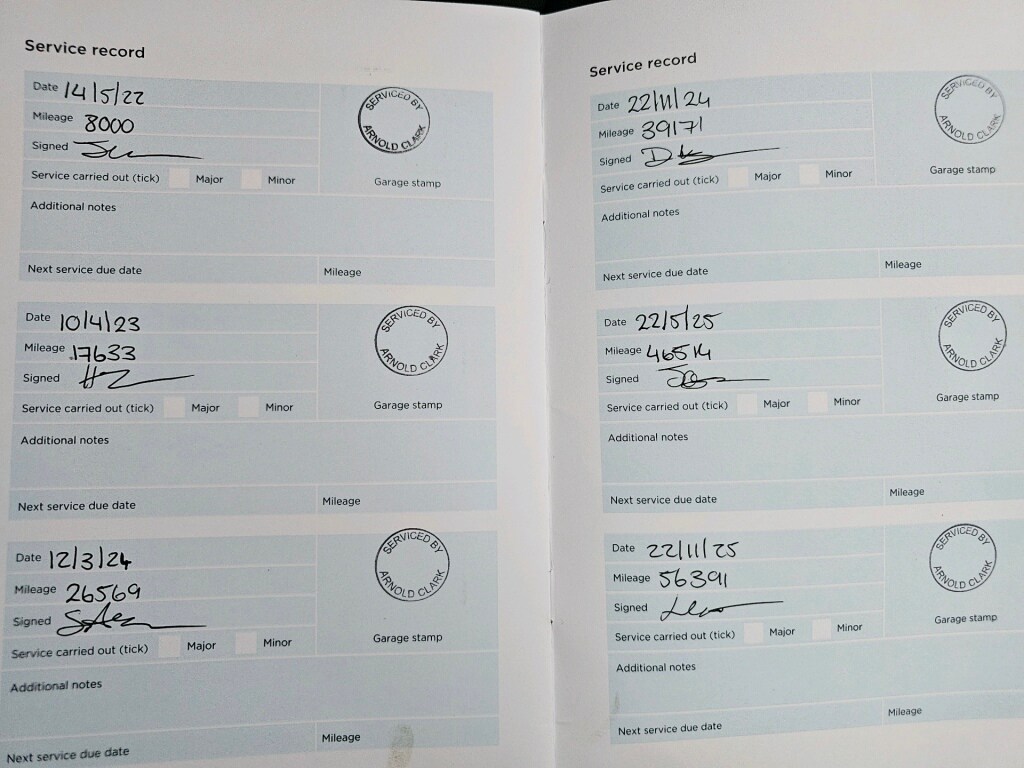 Service record
Date 14/5/22
Mileage 8000
Signed
SERVICED BY
ARNOLD CLARK
Service carried out (tick) Major Minor
Garage stamp
Additional notes
Next service due date Mileage
Date 10/4/23
Mileage 17633
Signed
SERVICED BY
ARNOLD CLARK
Service carried out (tick) Major Minor
Garage stamp
Additional notes
Next service due date Mileage
Date 12/3/24
Mileage 26569
Signed
SERVICED BY
ARNOLD CLARK
Service carried out (tick) Major Minor
Garage stamp
Additional notes
Next service due date Mileage
Service record
Date 22/11/24
Mileage 39171
Signed
SERVICED BY
ARNOLD CLARK
Service carried out (tick) Major Minor
Garage stamp
Additional notes
Next service due date Mileage
Date 22/5/25
Mileage 46514
Signed
SERVICED BY
ARNOLD CLARK
Service carried out (tick) Major Minor
Garage stamp
Additional notes
Next service due date Mileage
Date 22/11/25
Mileage 56391
Signed
SERVICED BY
ARNOLD CLARK
Service carried out (tick) Major Minor
Garage stamp
Additional notes
Next service due date Mileage